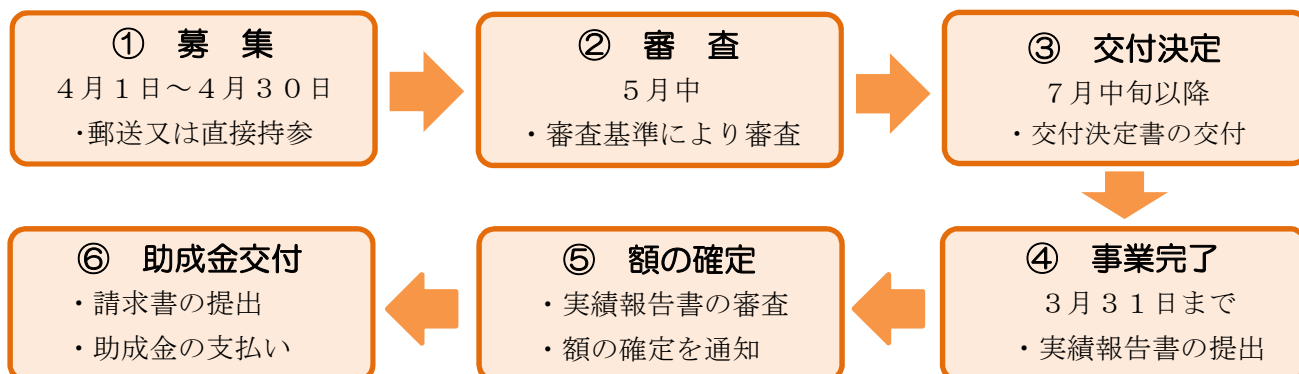 ① 募 集
４月１日～４月３０日
・郵送又は直接持参
② 審 査
５月中
・審査基準により審査
③ 交付決定
７月中旬以降
・交付決定書の交付
④ 事業完了
３月３１日まで
・実績報告書の提出
⑤ 額の確定
・実績報告書の審査
・額の確定を通知
⑥ 助成金交付
・請求書の提出
・助成金の支払い